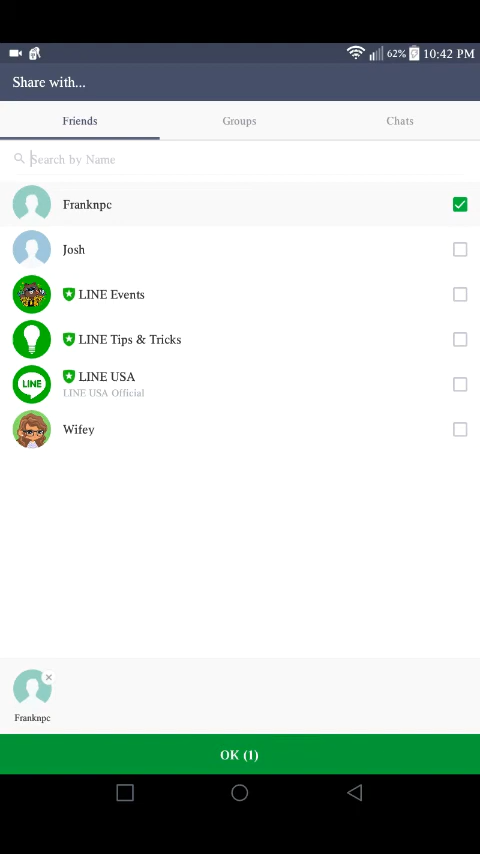 62% 10:42 PM
Share with...
Friends Groups Chats
Search by Name
Franknpc
Josh
LINE Events
LINE Tips & Tricks
LINE LINE USA
LINE USA Official
Wifey
Franknpc
OK (1)